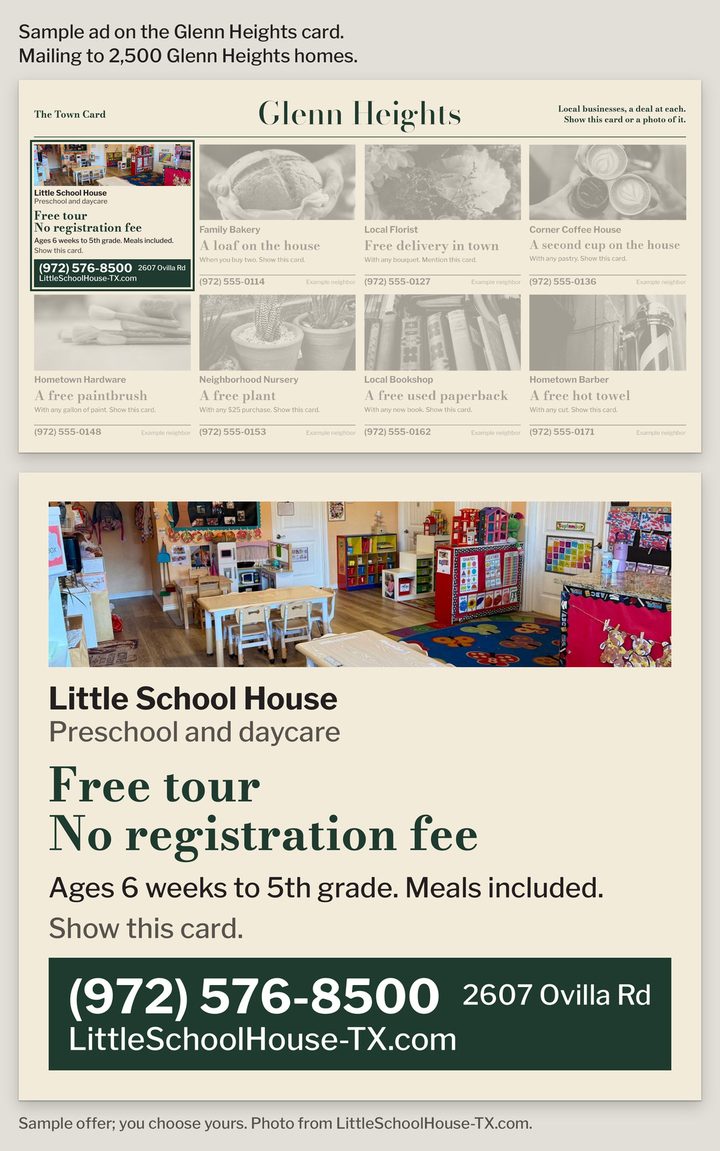 Sample ad on the Glenn Heights card.
Mailing to 2,500 Glenn Heights homes.
The Town Card
Glenn Heights
Local businesses, a deal at each.
Show this card or a photo of it.
Little School House
Preschool and daycare
Free tour
No registration fee
Ages 6 weeks to 5th grade. Meals included.
Show this card.
(972) 576-8500 2607 Ovilla Rd
LittleSchoolHouse-TX.com
Family Bakery
A loaf on the house
When you buy two. Show this card.
(972) 555-0114 Example neighbor
Local Florist
Free delivery in town
With any bouquet. Mention this card.
(972) 555-0127 Example neighbor
Corner Coffee House
A second cup on the house
With any pastry. Show this card.
(972) 555-0136 Example neighbor
Hometown Hardware
A free paintbrush
With any gallon of paint. Show this card.
(972) 555-0148 Example neighbor
Neighborhood Nursery
A free plant
With any $25 purchase. Show this card.
(972) 555-0153 Example neighbor
Local Bookshop
A free used paperback
With any new book. Show this card.
(972) 555-0162 Example neighbor
Hometown Barber
A free hot towel
With any cut. Show this card.
(972) 555-0171 Example neighbor
Little School House
Preschool and daycare
Free tour
No registration fee
Ages 6 weeks to 5th grade. Meals included.
Show this card.
(972) 576-8500 2607 Ovilla Rd
LittleSchoolHouse-TX.com
Sample offer; you choose yours. Photo from LittleSchoolHouse-TX.com.